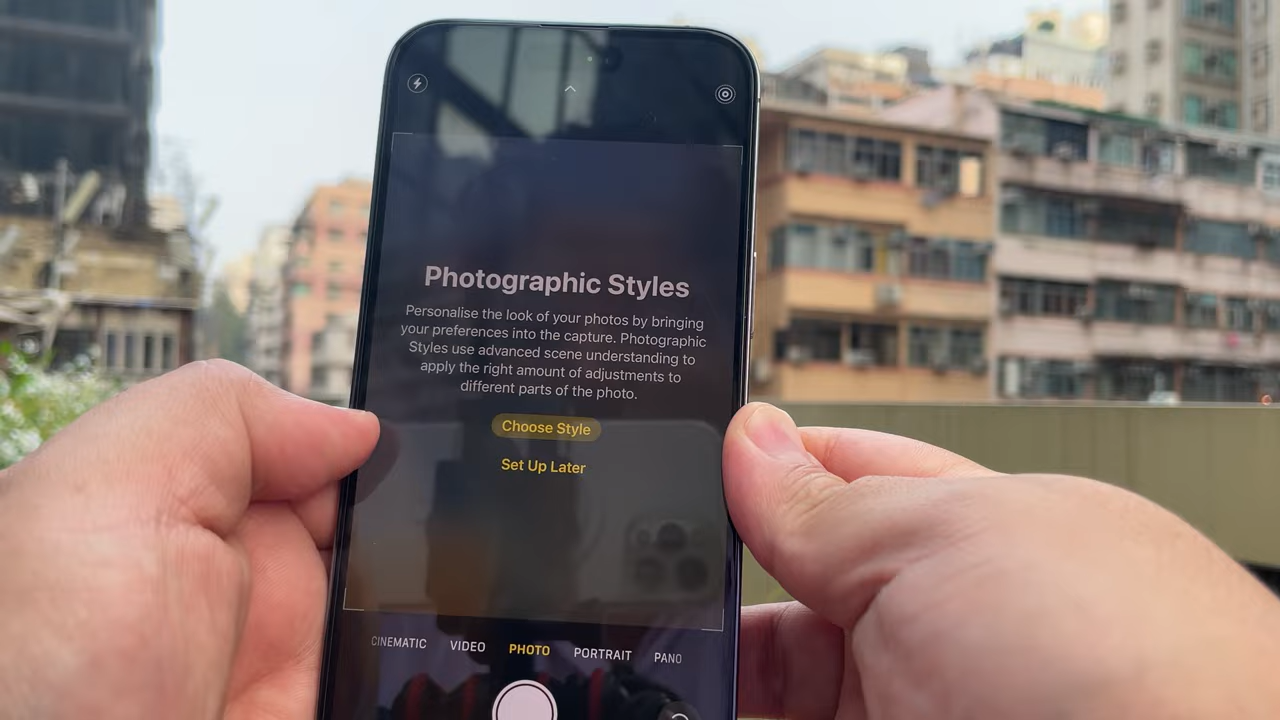 Photographic Styles
Personalise the look of your photos by bringing
your preferences into the capture. Photographic
Styles use advanced scene understanding to
apply the right amount of adjustments to
different parts of the photo.
Choose Style
Set Up Later
CINEMATIC VIDEO PHOTO PORTRAIT PANO